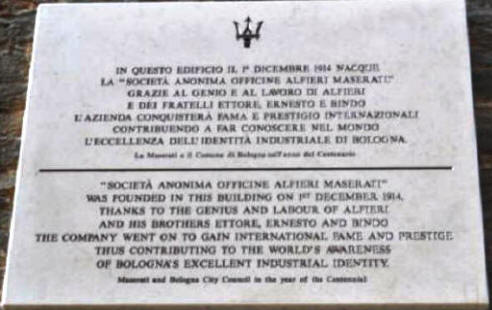 IN QUESTO EDIFICIO IL 1° DICEMBRE 1914 NACQUE
LA "SOCIETÀ ANONIMA OFFICINE ALFIERI MASERATI"
GRAZIE AL GENIO E AL LAVORO DI ALFIERI
E DEI FRATELLI ETTORE, ERNESTO E BINDO
L'AZIENDA CONQUISTERÀ FAMA E PRESTIGIO INTERNAZIONALI
CONTRIBUENDO A FAR CONOSCERE NEL MONDO
L'ECCELLENZA DELL'IDENTITÀ INDUSTRIALE DI BOLOGNA.
La Maserati e il Comune di Bologna nell'anno del Centenario
"SOCIETÀ ANONIMA OFFICINE ALFIERI MASERATI"
WAS FOUNDED IN THIS BUILDING ON 1ST DECEMBER 1914,
THANKS TO THE GENIUS AND LABOUR OF ALFIERI
AND HIS BROTHERS ETTORE, ERNESTO AND BINDO
THE COMPANY WENT ON TO GAIN INTERNATIONAL FAME AND PRESTIGE
THUS CONTRIBUTING TO THE WORLD'S AWARENESS
OF BOLOGNA'S EXCELLENT INDUSTRIAL IDENTITY.
Maserati and Bologna City Council in the year of the Centennial